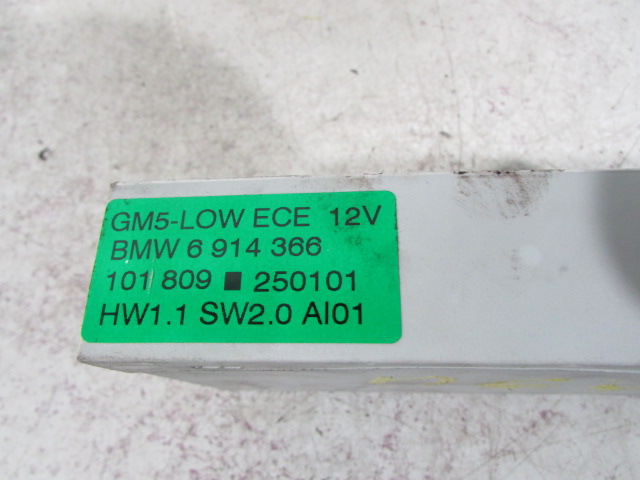 GM5-LOW ECE 12V
BMW 6 914 366
101 809 ■ 250101
HW1.1 SW2.0 AI01